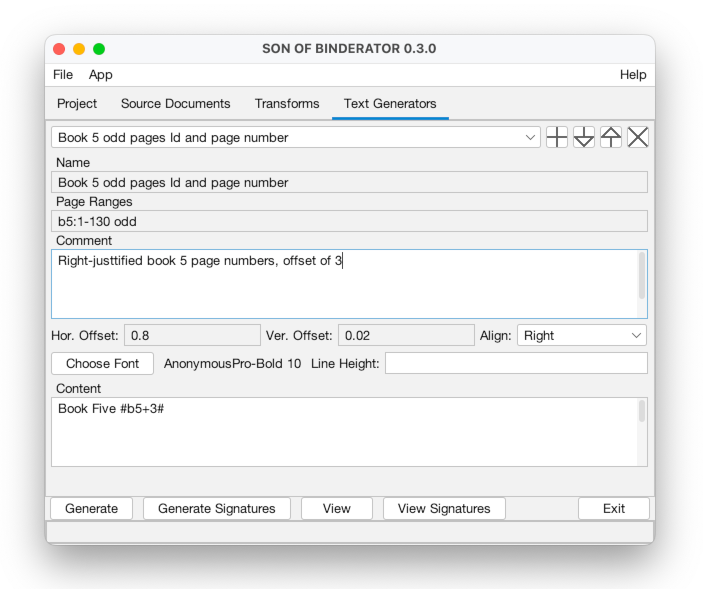 SON OF BINDERATOR 0.3.0
File App Help
Project Source Documents Transforms Text Generators
Book 5 odd pages Id and page number
Name
Book 5 odd pages Id and page number
Page Ranges
b5:1-130 odd
Comment
Right-justtified book 5 page numbers, offset of 3
Hor. Offset: 0.8 Ver. Offset: 0.02 Align: Right
Choose Font AnonymousPro-Bold 10 Line Height:
Content
Book Five #b5+3#
Generate Generate Signatures View View Signatures Exit